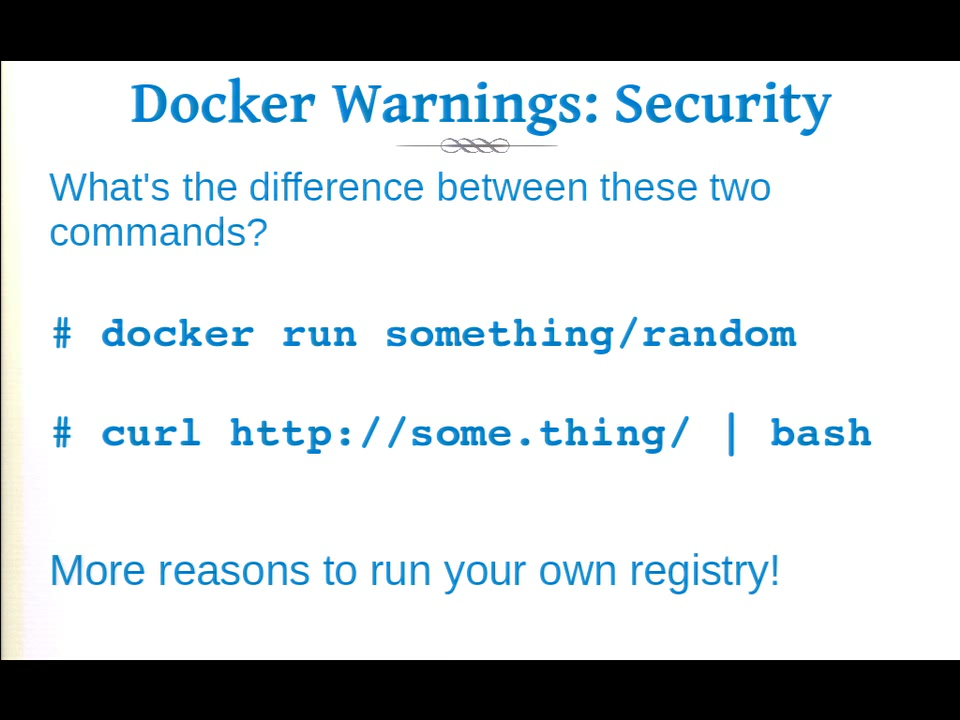 Docker Warnings: Security
What's the difference between these two
commands?
# docker run something/random
# curl http://some.thing/ | bash
More reasons to run your own registry!